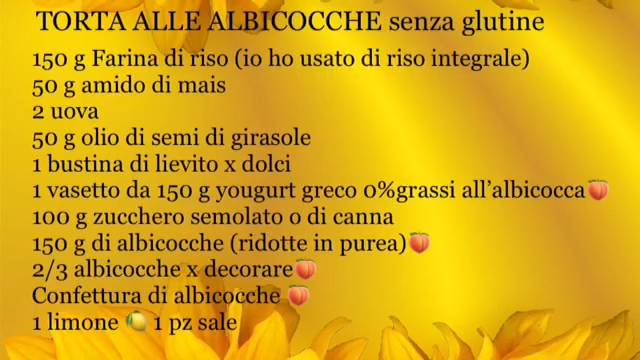 TORTA ALLE ALBICOCCHE senza glutine
150 g Farina di riso (io ho usato di riso integrale)
50 g amido di mais
2 uova
50 g olio di semi di girasole
1 bustina di lievito x dolci
1 vasetto da 150 g yougurt greco 0%grassi all’albicocca🍑
100 g zucchero semolato o di canna
150 g di albicocche (ridotte in purea)🍑
2/3 albicocche x decorare🍑
Confettura di albicocche 🍑
1 limone 🍋 1 pz sale